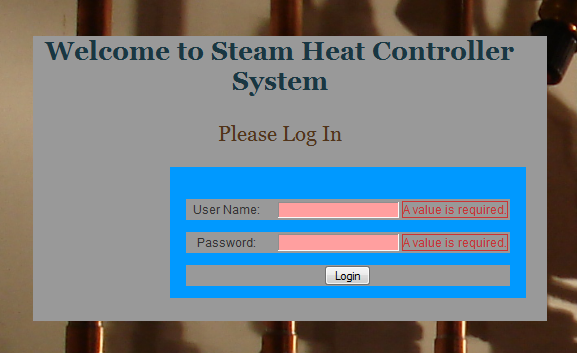 Welcome to Steam Heat Controller
System
Please Log In
User Name: A value is required.
Password: A value is required.
Login